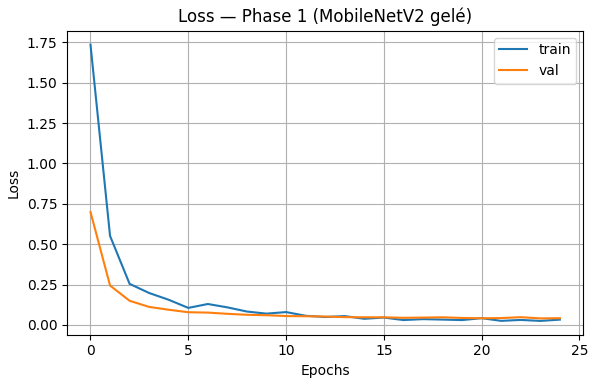 Loss — Phase 1 (MobileNetV2 gelé)
train
val
1.75
1.50
1.25
1.00
0.75
0.50
0.25
0.00
Loss
0 5 10 15 20 25
Epochs